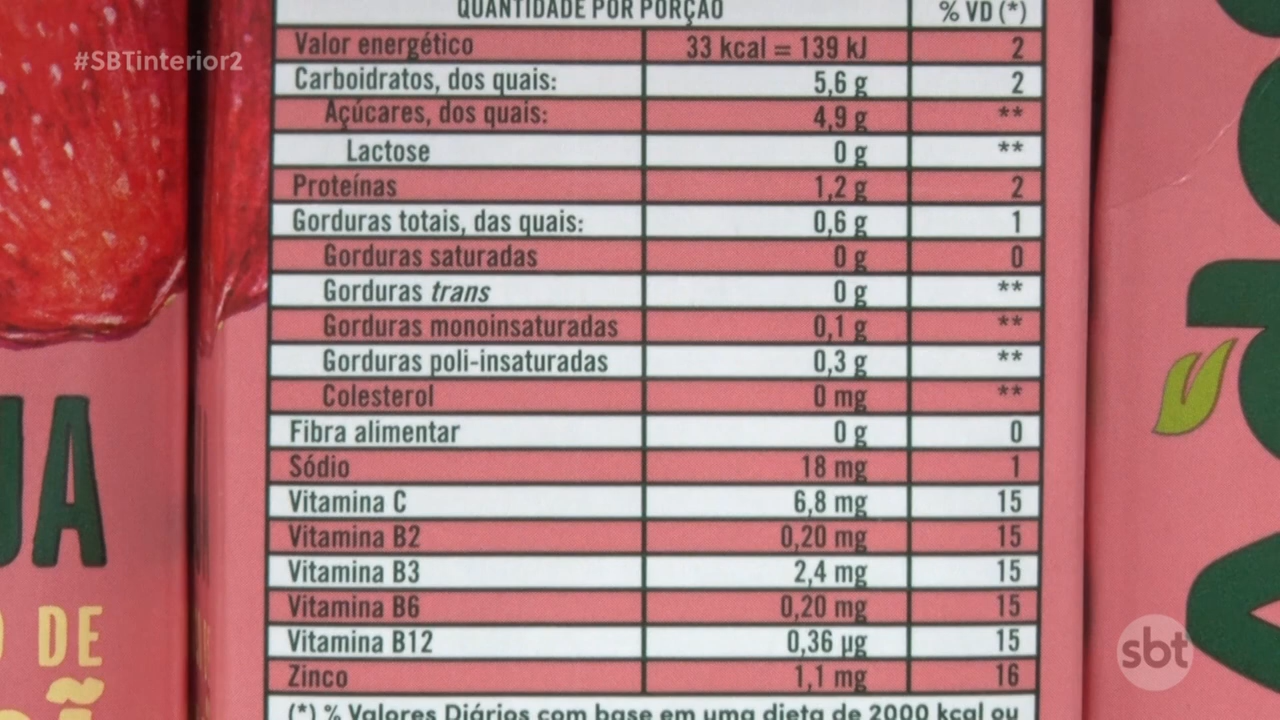 #SBTinterior2
QUANTIDADE POR PORÇÃO % VD (*)
Valor energético 33 kcal = 139 kJ 2
Carboidratos, dos quais: 5,6 g 2
Açúcares, dos quais: 4,9 g **
Lactose 0 g **
Proteínas 1,2 g 2
Gorduras totais, das quais: 0,6 g 1
Gorduras saturadas 0 g 0
Gorduras trans 0 g **
Gorduras monoinsaturadas 0,1 g **
Gorduras poli-insaturadas 0,3 g **
Colesterol 0 mg **
Fibra alimentar 0 g 0
Sódio 18 mg 1
Vitamina C 6,8 mg 15
Vitamina B2 0,20 mg 15
Vitamina B3 2,4 mg 15
Vitamina B6 0,20 mg 15
Vitamina B12 0,36 µg 15
Zinco 1,1 mg 16
(*) % Valores Diários com base em uma dieta de 2000 kcal ou
UA
DE
sbt